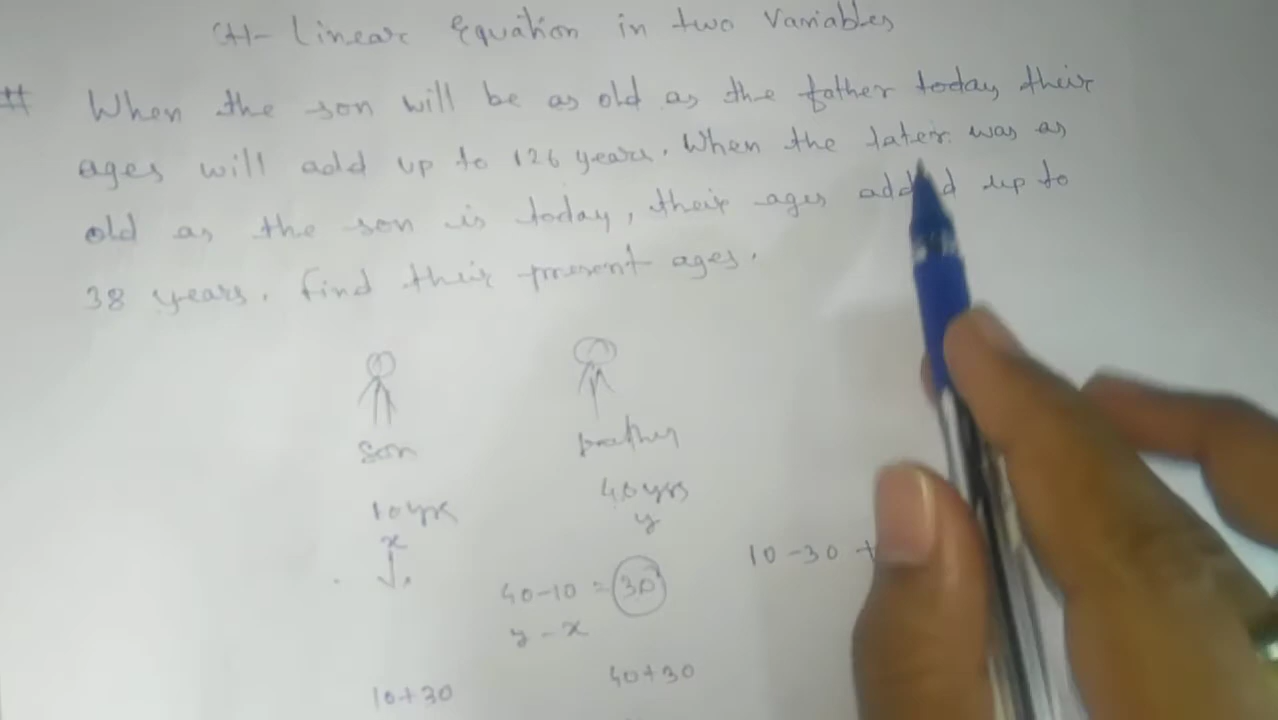 CH- Linear Equation in two Variables
# When the son will be as old as the father today their
ages will add up to 126 years. When the later was as
old as the son is today, their ages added up to
38 years. Find their present ages.
son father
10 yrs 40 yrs
x y
40-10 = 30 10-30 +
y-x
10+30 40+30